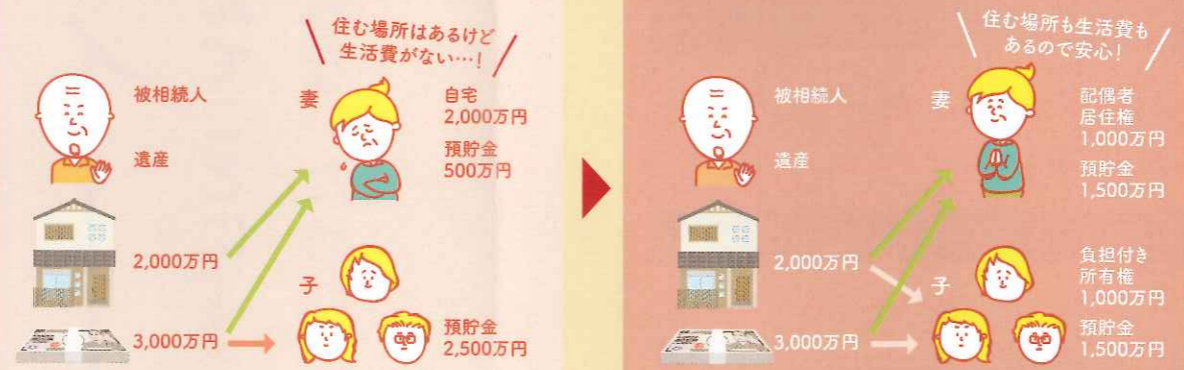 住む場所はあるけど
生活費がない…!
被相続人
遺産
妻
自宅
2,000万円
預貯金
500万円
2,000万円
子
3,000万円
預貯金
2,500万円
住む場所も生活費も
あるので安心!
被相続人
遺産
妻
配偶者
居住権
1,000万円
預貯金
1,500万円
2,000万円
子
負担付き
所有権
1,000万円
3,000万円
預貯金
1,500万円